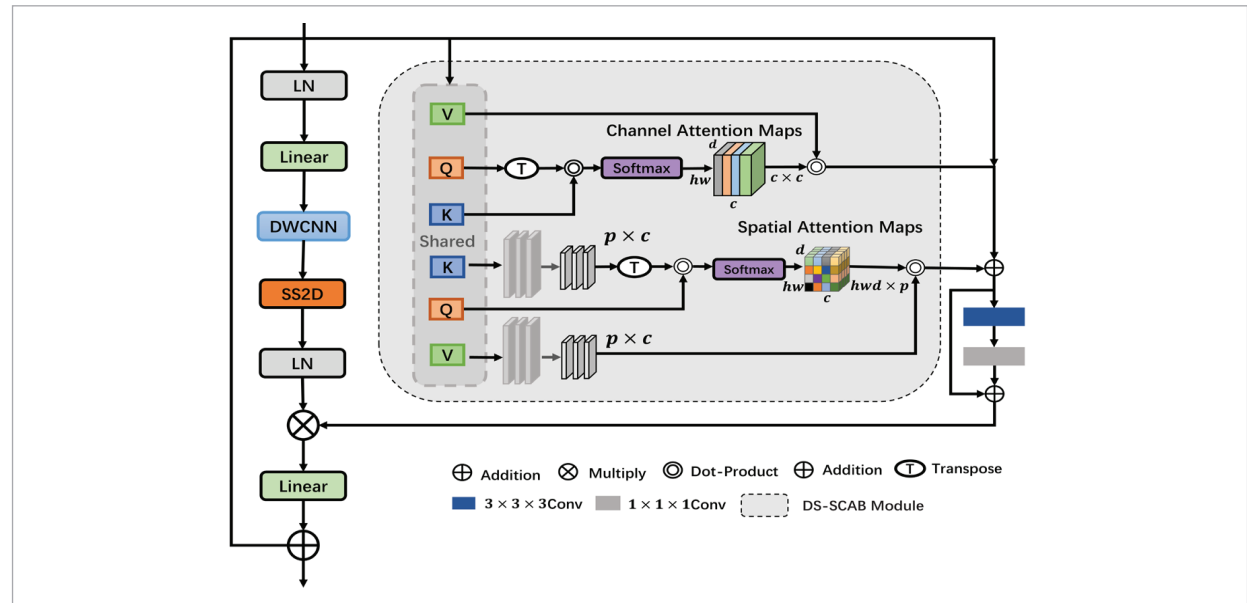 LN
Linear
DWCNN
SS2D
LN
Linear
V
Q
K
Shared
K
Q
V
T
Softmax
Channel Attention Maps
d
hw
c
c × c
p × c
T
Softmax
Spatial Attention Maps
d
hw
c
hwd × p
p × c
Addition
Multiply
Dot-Product
Addition
T Transpose
3 × 3 × 3Conv
1 × 1 × 1Conv
DS-SCAB Module